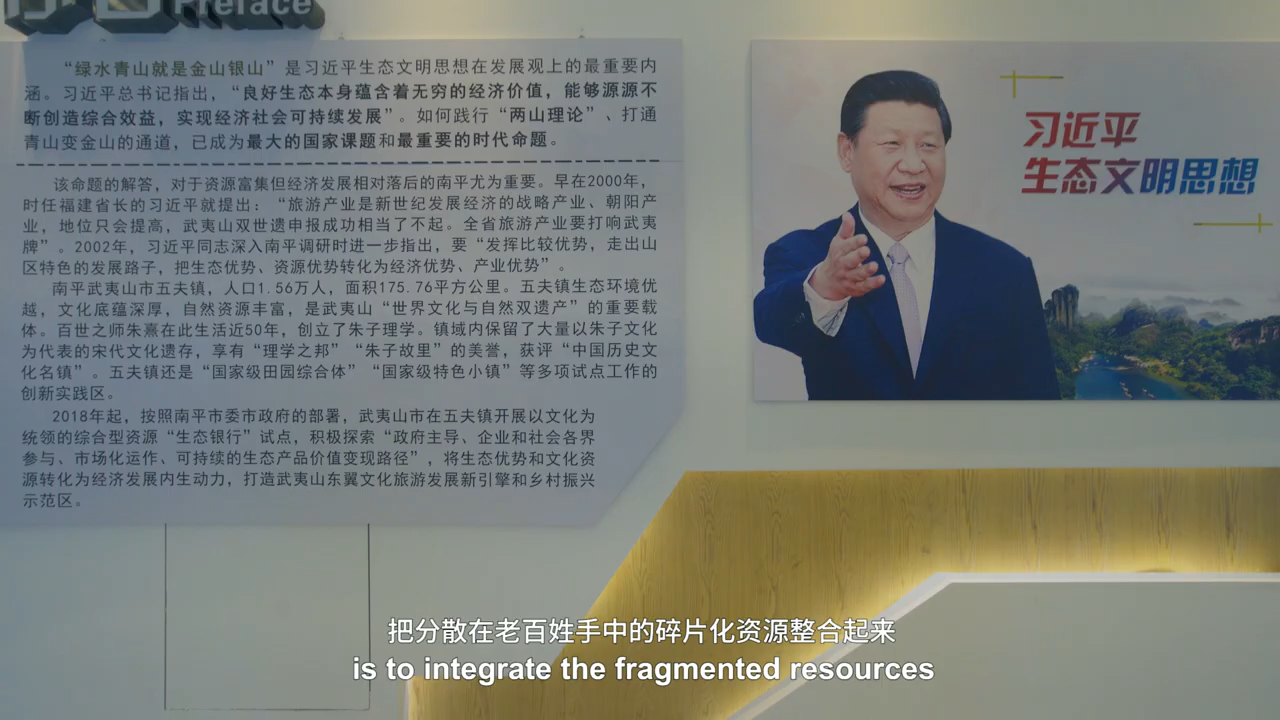 Preface
“绿水青山就是金山银山”是习近平生态文明思想在发展观上的最重要内
涵。习近平总书记指出，“良好生态本身蕴含着无穷的经济价值，能够源源不
断创造综合效益，实现经济社会可持续发展”。如何践行“两山理论”、打通
青山变金山的通道，已成为最大的国家课题和最重要的时代命题。
该命题的解答，对于资源富集但经济发展相对落后的南平尤为重要。早在2000年，
时任福建省长的习近平就提出：“旅游产业是新世纪发展经济的战略产业、朝阳产
业，地位只会提高，武夷山双世遗申报成功相当了不起。全省旅游产业要打响武夷
牌”。2002年，习近平同志深入南平调研时进一步指出，要“发挥比较优势，走出山
区特色的发展路子，把生态优势、资源优势转化为经济优势、产业优势”。
南平武夷山市五夫镇，人口1.56万人，面积175.76平方公里。五夫镇生态环境优
越，文化底蕴深厚，自然资源丰富，是武夷山“世界文化与自然双遗产”的重要载
体。百世之师朱熹在此生活近50年，创立了朱子理学。镇域内保留了大量以朱子文化
为代表的宋代文化遗存，享有“理学之邦”“朱子故里”的美誉，获评“中国历史文
化名镇”。五夫镇还是“国家级田园综合体”“国家级特色小镇”等多项试点工作的
创新实践区。
2018年起，按照南平市委市政府的部署，武夷山市在五夫镇开展以文化为
统领的综合型资源“生态银行”试点，积极探索“政府主导、企业和社会各界
参与、市场化运作、可持续的生态产品价值变现路径”，将生态优势和文化资
源转化为经济发展内生动力，打造武夷山东翼文化旅游发展新引擎和乡村振兴
示范区。
习近平
生态文明思想
把分散在老百姓手中的碎片化资源整合起来
is to integrate the fragmented resources